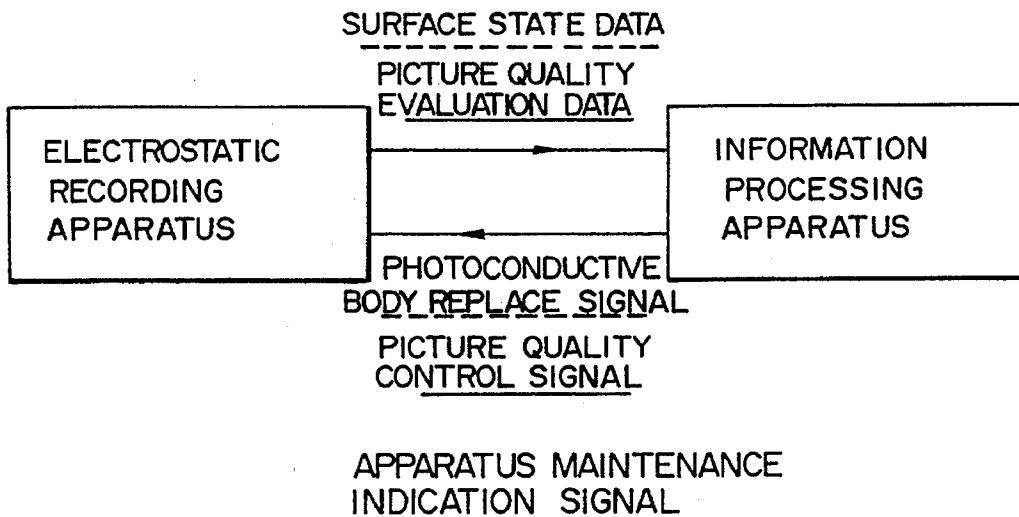 SURFACE STATE DATA
PICTURE QUALITY
EVALUATION DATA
ELECTROSTATIC
RECORDING
APPARATUS
INFORMATION
PROCESSING
APPARATUS
PHOTOCONDUCTIVE
BODY REPLACE SIGNAL
PICTURE QUALITY
CONTROL SIGNAL
APPARATUS MAINTENANCE
INDICATION SIGNAL